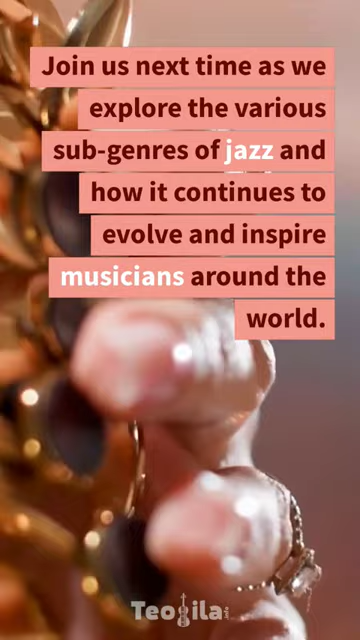 Join us next time as we
explore the various
sub-genres of jazz and
how it continues to
evolve and inspire
musicians around the
world.